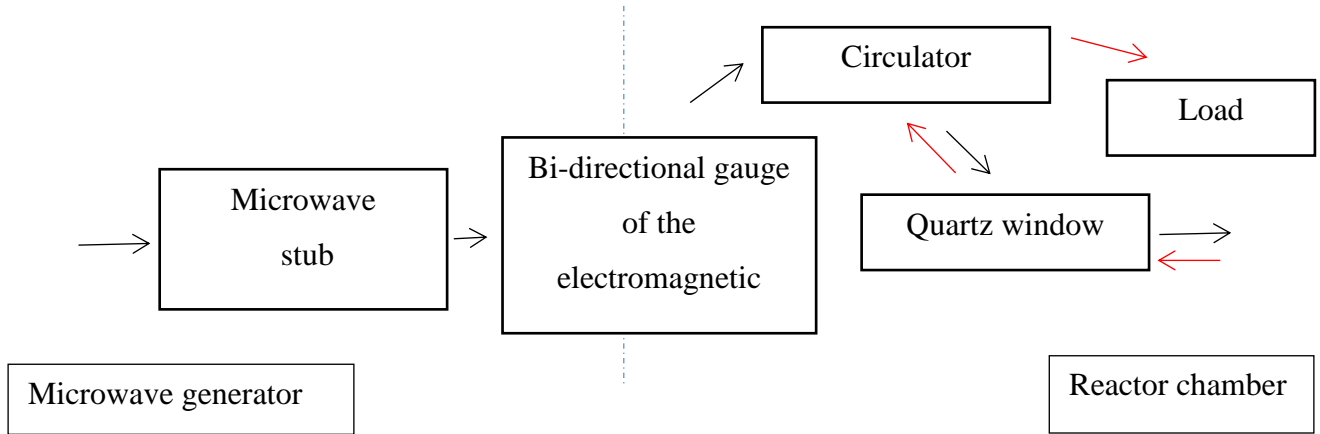 Circulator
Load
Bi-directional gauge
of the
electromagnetic
Microwave
stub
Quartz window
Microwave generator
Reactor chamber